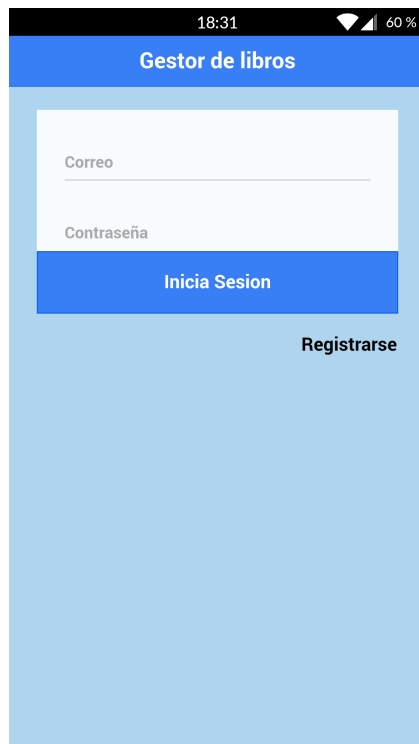 18:31 60 %
Gestor de libros
Correo
Contraseña
Inicia Sesion
Registrarse